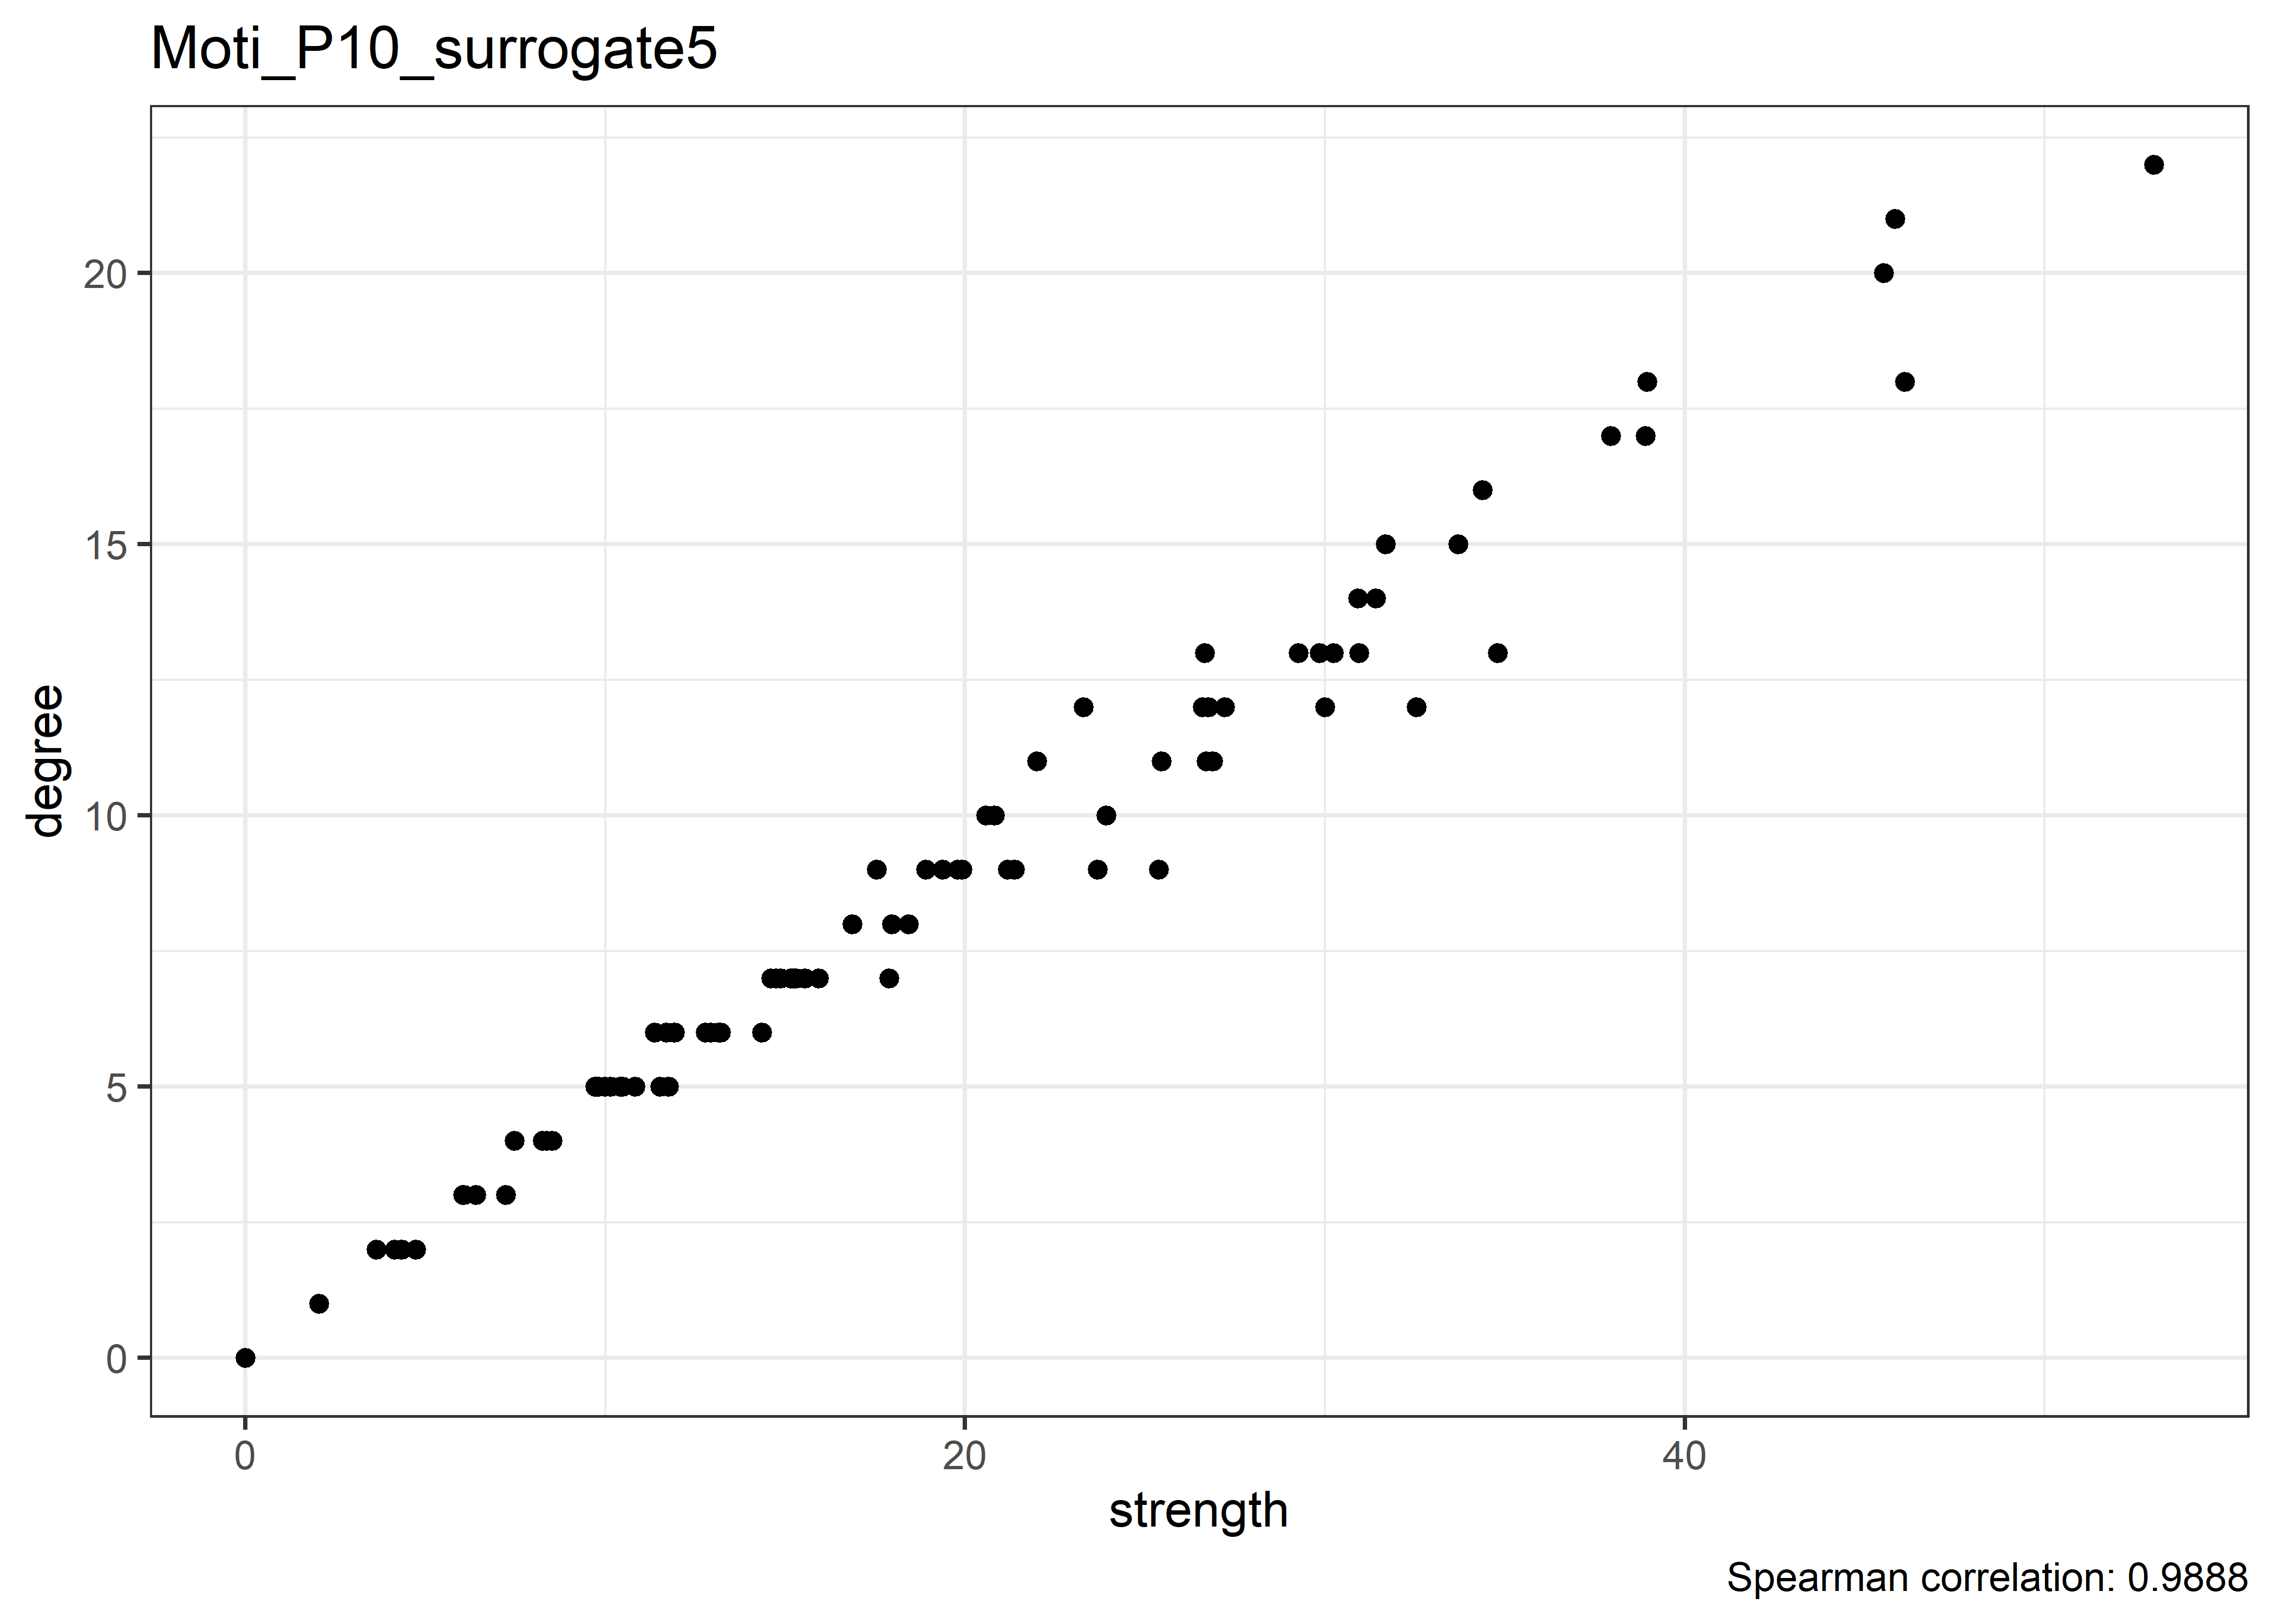 Moti_P10_surrogate5
20
15
10
5
0
degree
0 20 40
strength
Spearman correlation: 0.9888